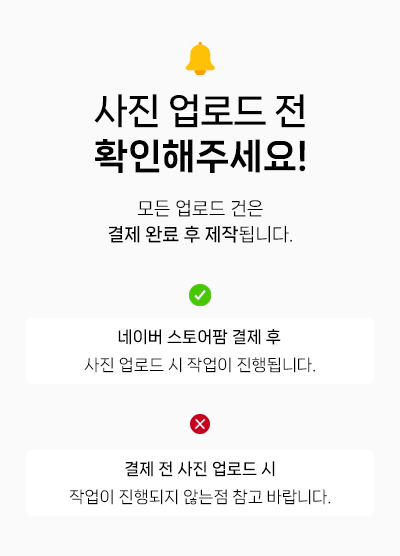 사진 업로드 전
확인해주세요!
모든 업로드 건은
결제 완료 후 제작됩니다.
네이버 스토어팜 결제 후
사진 업로드 시 작업이 진행됩니다.
결제 전 사진 업로드 시
작업이 진행되지 않는점 참고 바랍니다.